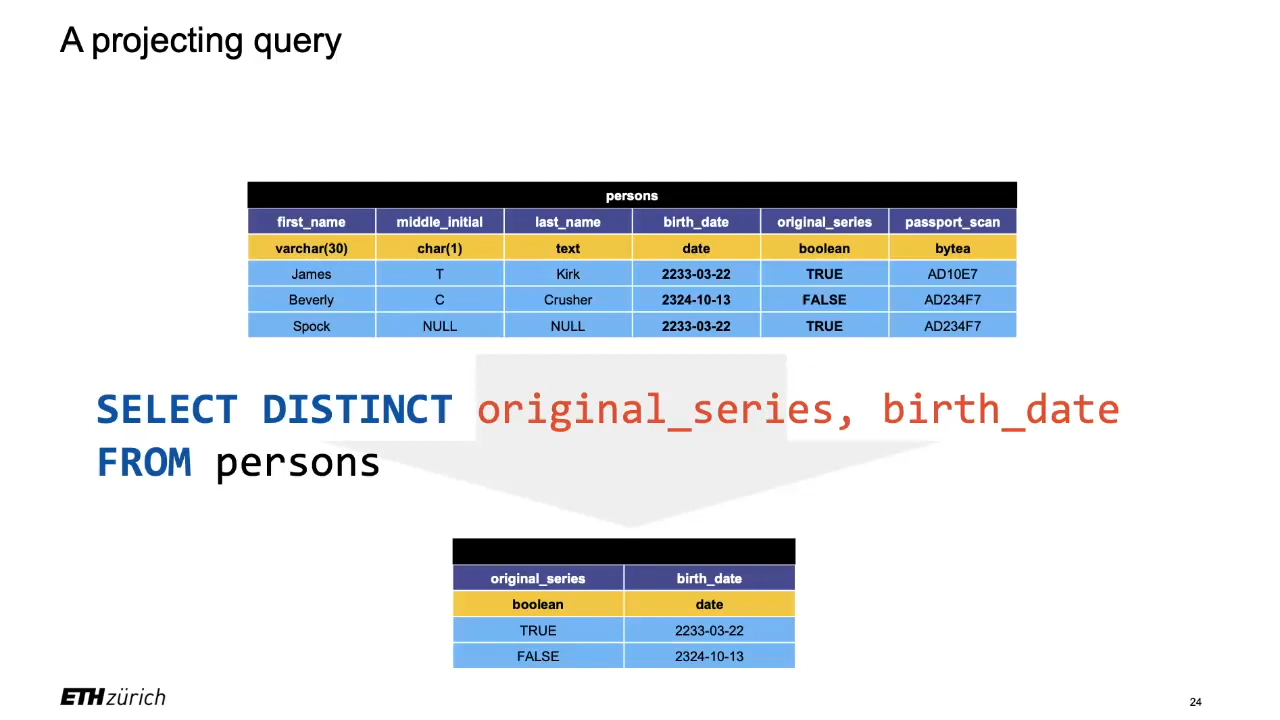 A projecting query
persons
first_name middle_initial last_name birth_date original_series passport_scan
varchar(30) char(1) text date boolean bytea
James T Kirk 2233-03-22 TRUE AD10E7
Beverly C Crusher 2324-10-13 FALSE AD234F7
Spock NULL NULL 2233-03-22 TRUE AD234F7
SELECT DISTINCT original_series, birth_date
FROM persons
original_series birth_date
boolean date
TRUE 2233-03-22
FALSE 2324-10-13
ETH zürich
24